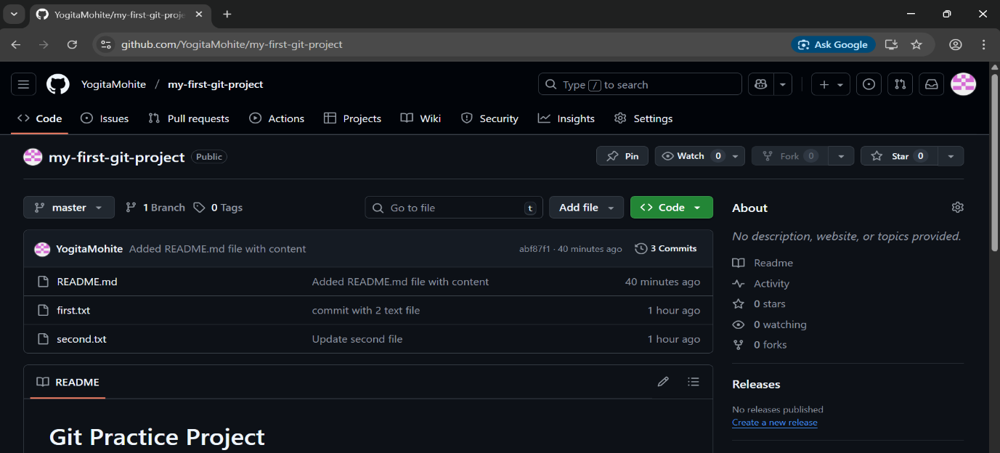 YogitaMohite/my-first-git-proje
github.com/YogitaMohite/my-first-git-project
Ask Google
YogitaMohite / my-first-git-project
Type / to search
Code Issues Pull requests Actions Projects Wiki Security Insights Settings
my-first-git-project Public
Pin Watch 0 Fork 0 Star 0
master 1 Branch 0 Tags
Go to file t Add file <> Code
YogitaMohite Added README.md file with content abf87f1 · 40 minutes ago 3 Commits
README.md Added README.md file with content 40 minutes ago
first.txt commit with 2 text file 1 hour ago
second.txt Update second file 1 hour ago
README
Git Practice Project
About
No description, website, or topics provided.
Readme
Activity
0 stars
0 watching
0 forks
Releases
No releases published
Create a new release